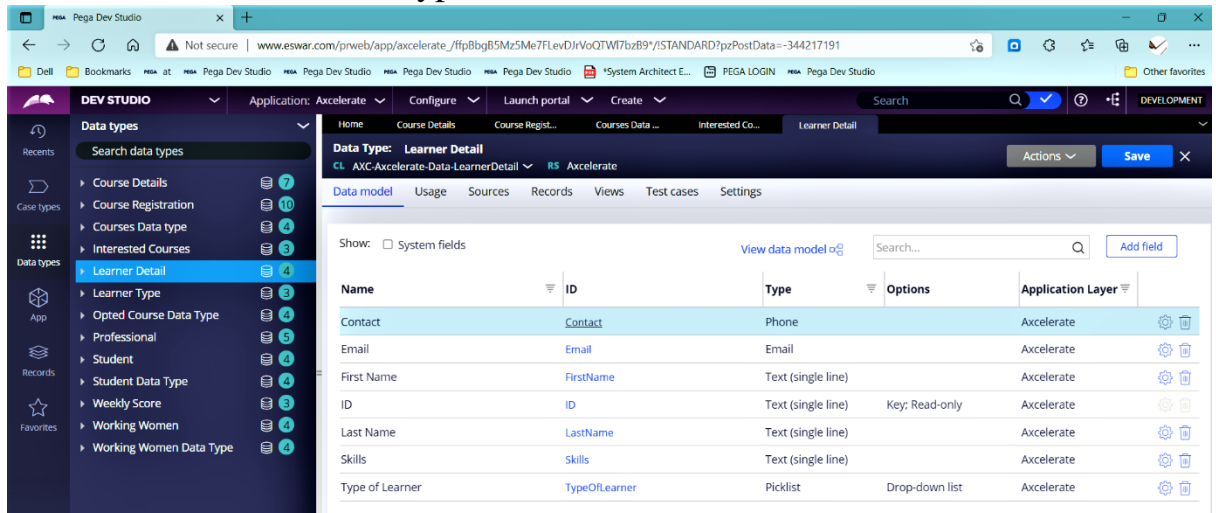 PEGA Pega Dev Studio
Not secure | www.eswar.com/prweb/app/axcelerate_/ffpBbgB5Mz5Me7FLevDJrVoQTWl7bzB9*/!STANDARD?pzPostData=-344217191
Dell Bookmarks PEGA at PEGA Pega Dev Studio PEGA Pega Dev Studio PEGA Pega Dev Studio PEGA Pega Dev Studio *System Architect E... PEGA LOGIN PEGA Pega Dev Studio Other favorites
DEV STUDIO Application: Axcelerate Configure Launch portal Create Search DEVELOPMENT
Recents
Case types
Data types
App
Records
Favorites
Data types
Search data types
Course Details 7
Course Registration 10
Courses Data type 4
Interested Courses 3
Learner Detail 4
Learner Type 3
Opted Course Data Type 4
Professional 5
Student 4
Student Data Type 4
Weekly Score 3
Working Women 4
Working Women Data Type 4
Home Course Details Course Regist... Courses Data ... Interested Co... Learner Detail
Data Type: Learner Detail
CL AXC-Axcelerate-Data-LearnerDetail RS Axcelerate
Actions Save
Data model Usage Sources Records Views Test cases Settings
Show: System fields View data model Search... Add field
Name ID Type Options Application Layer
Contact Contact Phone Axcelerate
Email Email Email Axcelerate
First Name FirstName Text (single line) Axcelerate
ID ID Text (single line) Key; Read-only Axcelerate
Last Name LastName Text (single line) Axcelerate
Skills Skills Text (single line) Axcelerate
Type of Learner TypeOfLearner Picklist Drop-down list Axcelerate